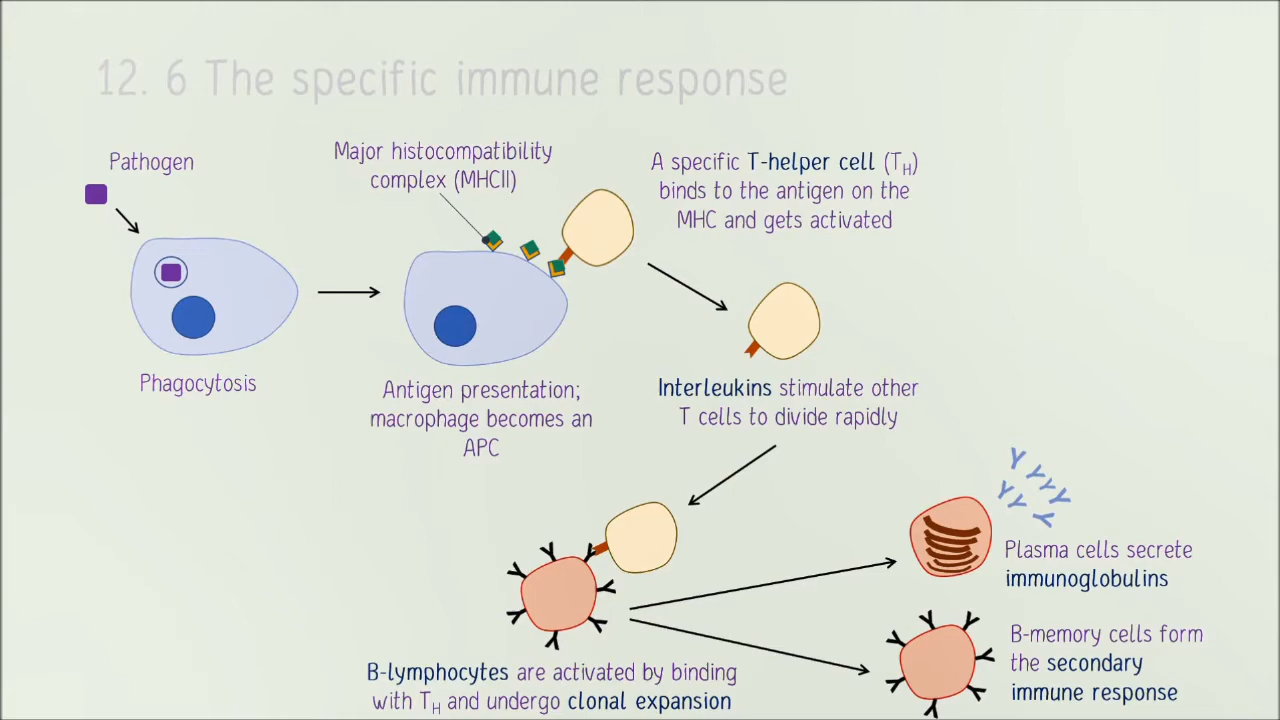 12. 6 The specific immune response
Pathogen
Phagocytosis
Major histocompatibility
complex (MHCII)
Antigen presentation;
macrophage becomes an
APC
A specific T-helper cell (TH)
binds to the antigen on the
MHC and gets activated
Interleukins stimulate other
T cells to divide rapidly
B-lymphocytes are activated by binding
with TH and undergo clonal expansion
Plasma cells secrete
immunoglobulins
B-memory cells form
the secondary
immune response